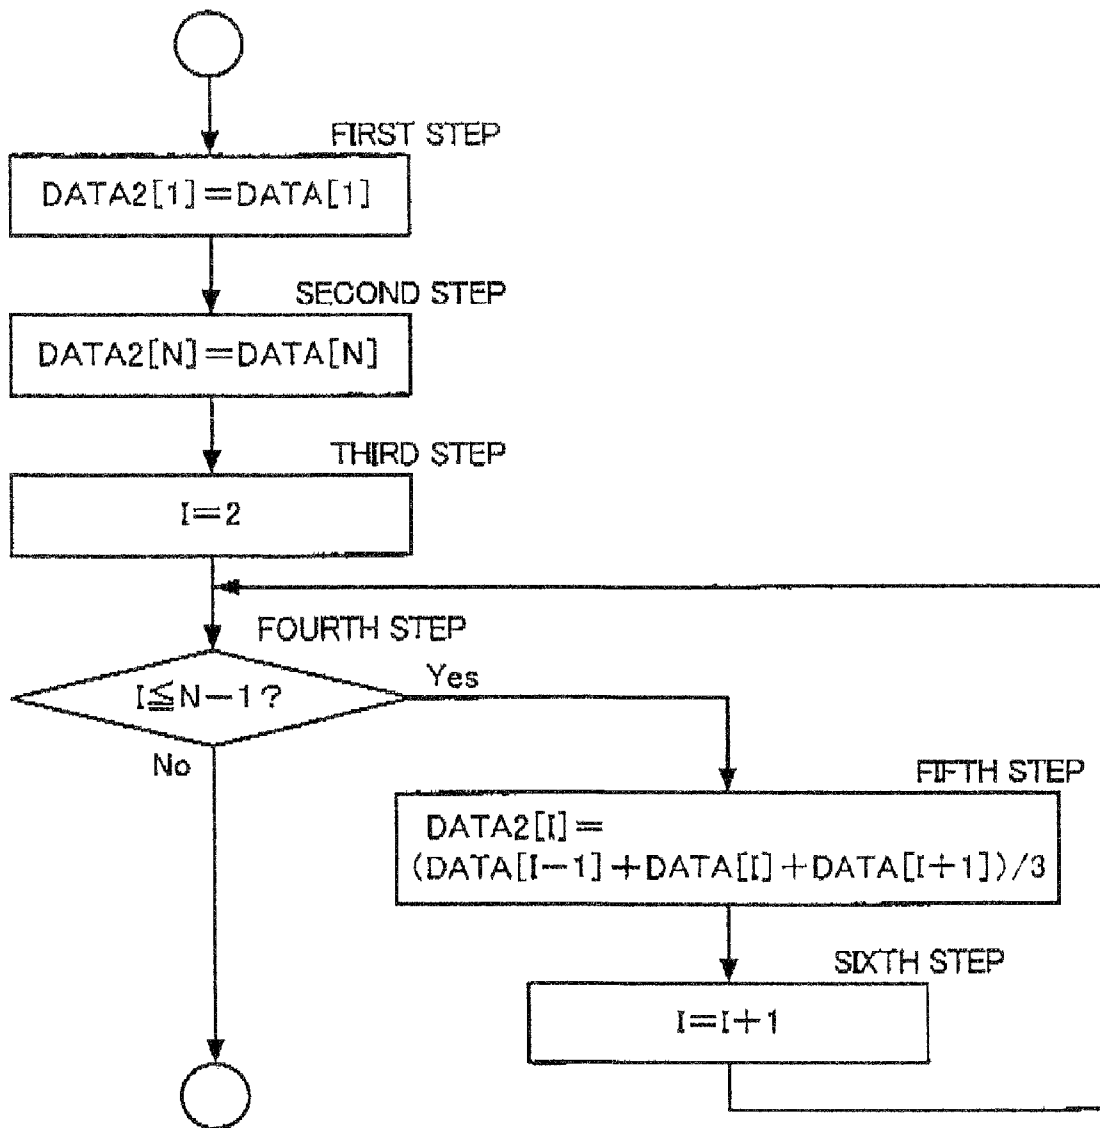 FIRST STEP
DATA2[1]=DATA[1]
SECOND STEP
DATA2[N]=DATA[N]
THIRD STEP
I=2
FOURTH STEP
I≦N-1?
Yes
No
FIFTH STEP
DATA2[I]=
(DATA[I-1]+DATA[I]+DATA[I+1])/3
SIXTH STEP
I=I+1